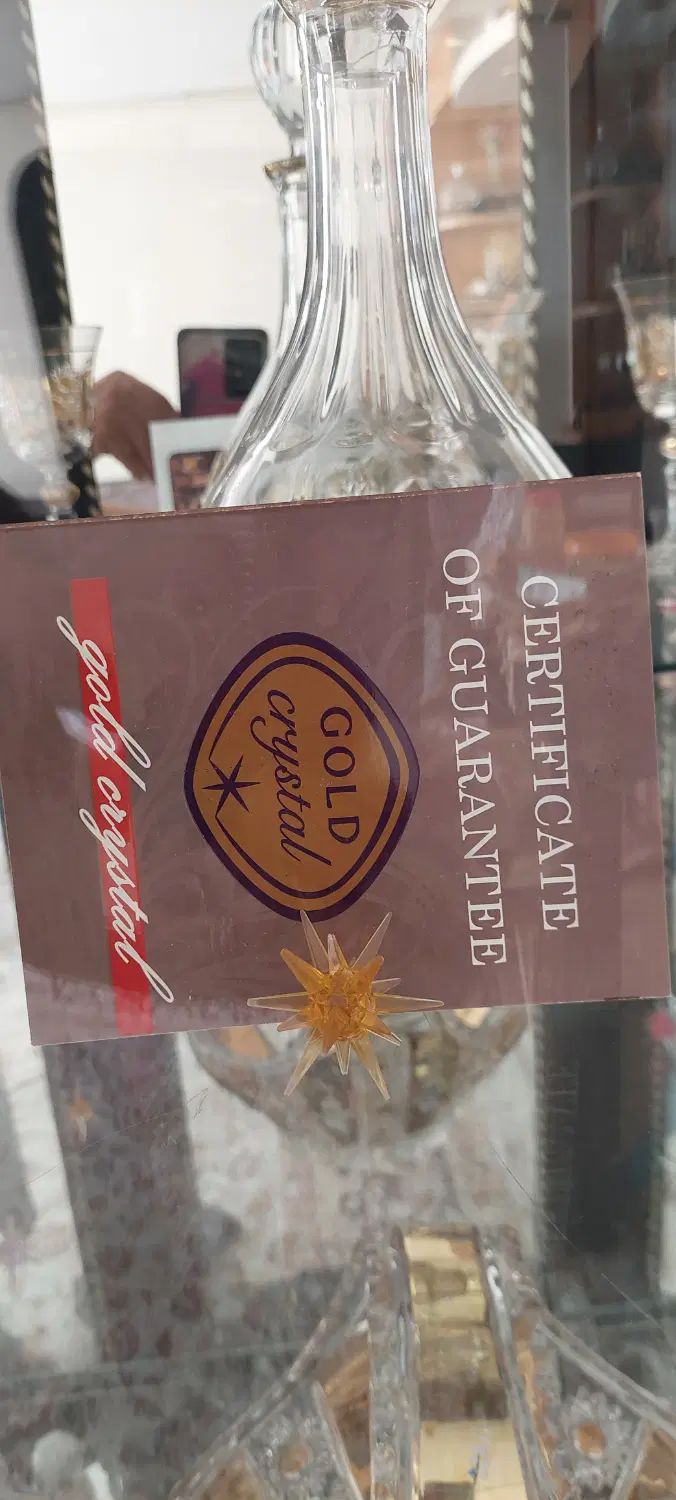 CERTIFICATE
OF GUARANTEE
GOLD
crystal
gold crystal